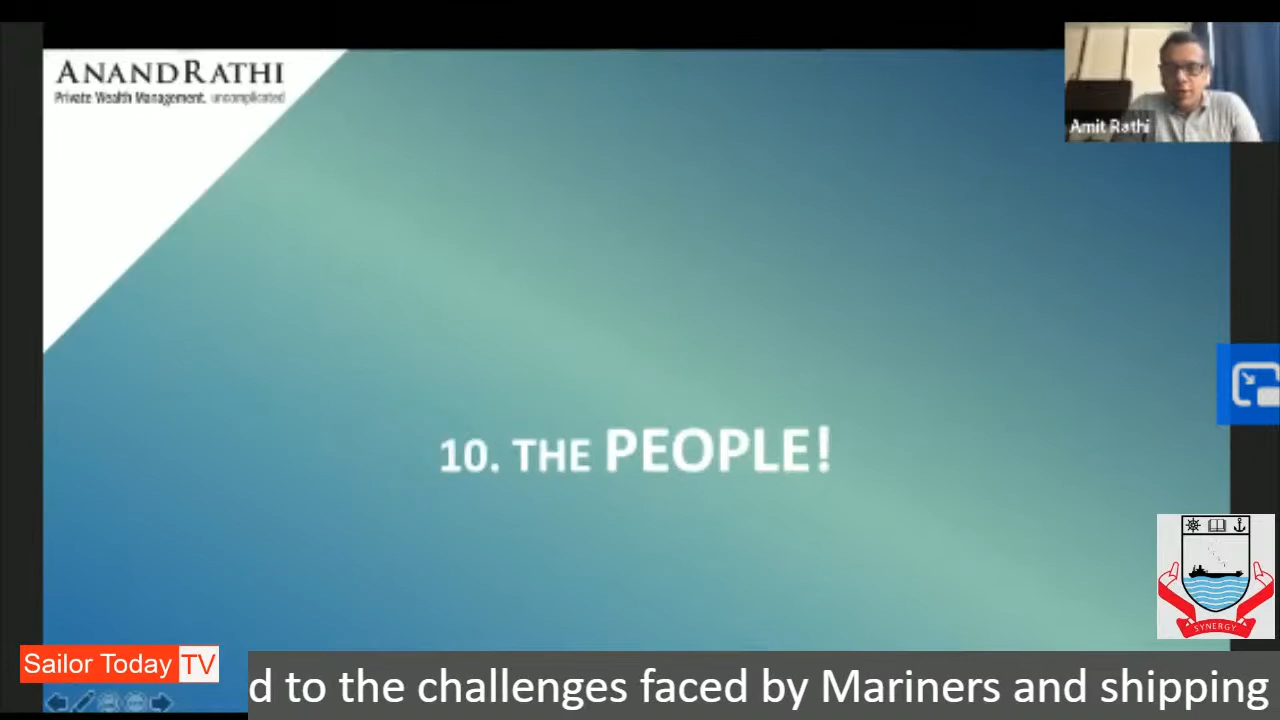 ANANDRATHI
Private Wealth Management. uncomplicated
Amit Rathi
10. THE PEOPLE!
SYNERGY
Sailor Today TV
d to the challenges faced by Mariners and shipping